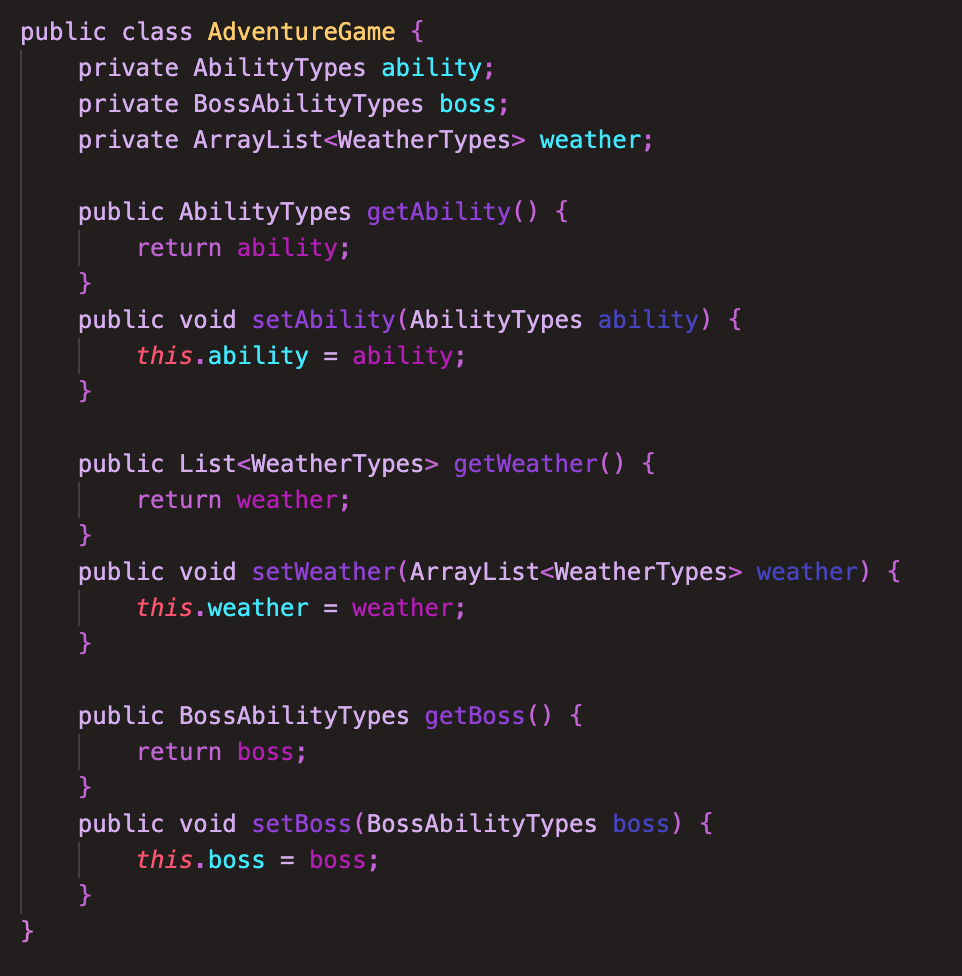 public class AdventureGame {
    private AbilityTypes ability;
    private BossAbilityTypes boss;
    private ArrayList<WeatherTypes> weather;

    public AbilityTypes getAbility() {
        return ability;
    }
    public void setAbility(AbilityTypes ability) {
        this.ability = ability;
    }

    public List<WeatherTypes> getWeather() {
        return weather;
    }
    public void setWeather(ArrayList<WeatherTypes> weather) {
        this.weather = weather;
    }

    public BossAbilityTypes getBoss() {
        return boss;
    }
    public void setBoss(BossAbilityTypes boss) {
        this.boss = boss;
    }
}